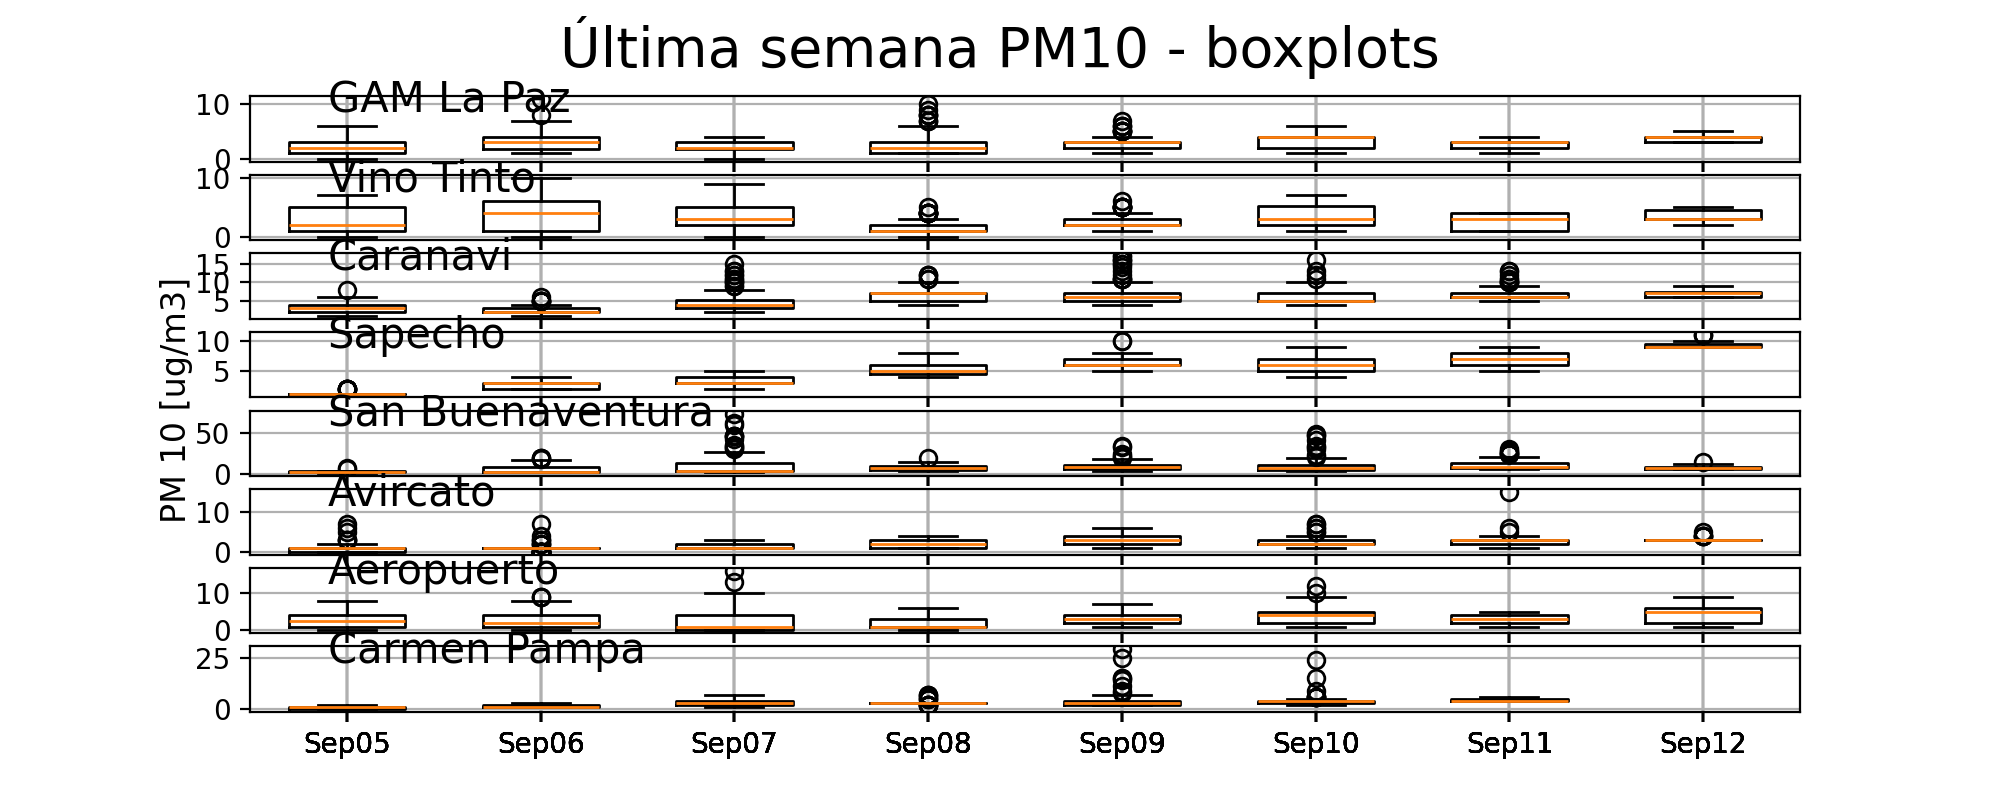 Última semana PM10 - boxplots
GAM La Paz
10
0
Vino Tinto
10
0
Caranavi
15
10
5
Sapecho
10
5
San Buenaventura
50
0
Avircato
10
0
Aeropuerto
10
0
Carmen Pampa
25
0
PM 10 [ug/m3]
Sep05 Sep06 Sep07 Sep08 Sep09 Sep10 Sep11 Sep12